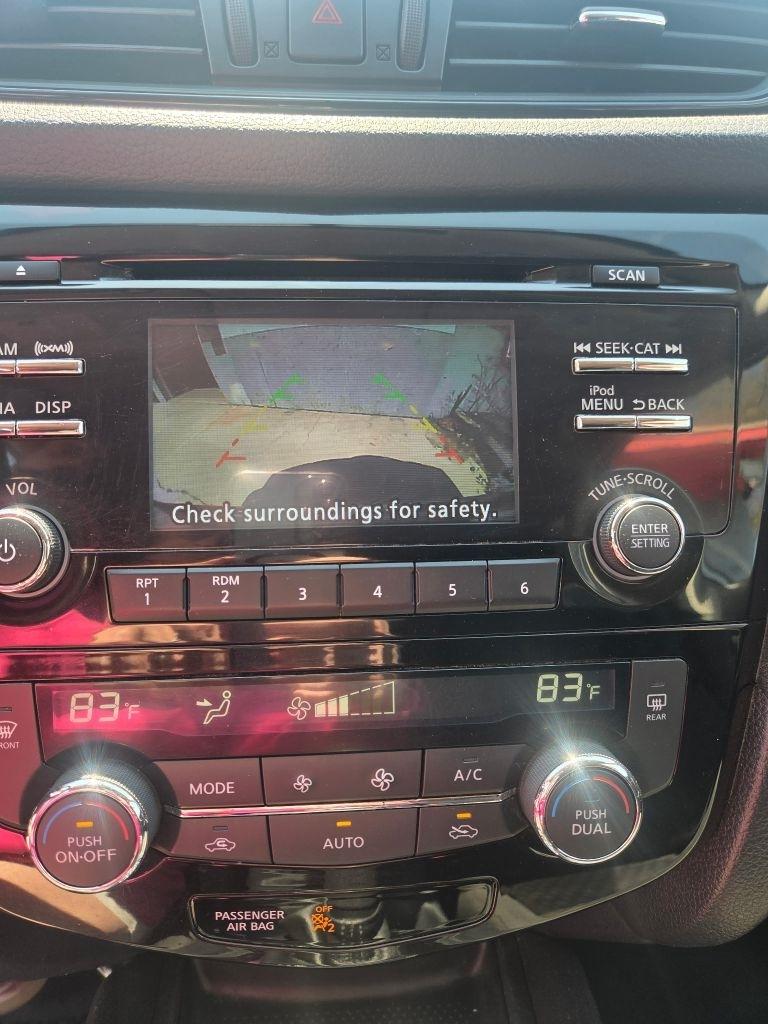 SCAN
AM
((XM))
SEEK·CAT
iPod
MENU
BACK
DISP
VOL
TUNE·SCROLL
ENTER
SETTING
Check surroundings for safety.
RPT
1
RDM
2
3
4
5
6
83°F
83°F
REAR
MODE
A/C
PUSH
ON·OFF
AUTO
PUSH
DUAL
PASSENGER
AIR BAG
OFF
2